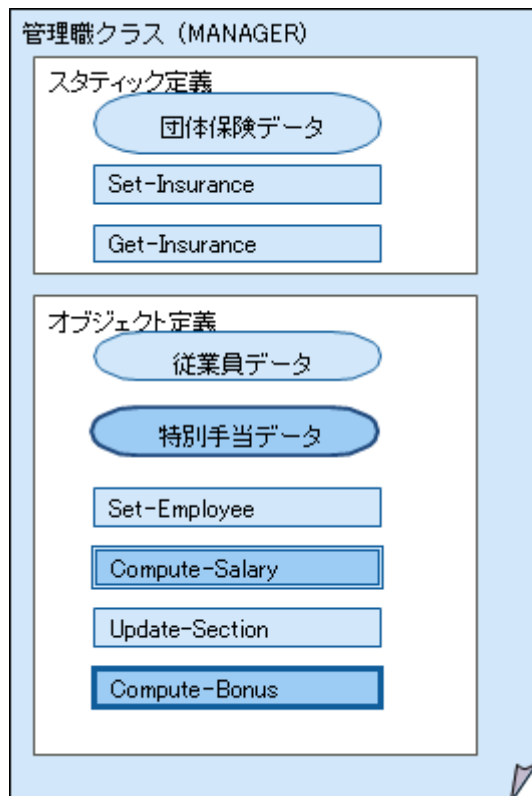 管理職クラス（MANAGER）
スタティック定義
団体保険データ
Set-Insurance
Get-Insurance
オブジェクト定義
従業員データ
特別手当データ
Set-Employee
Compute-Salary
Update-Section
Compute-Bonus